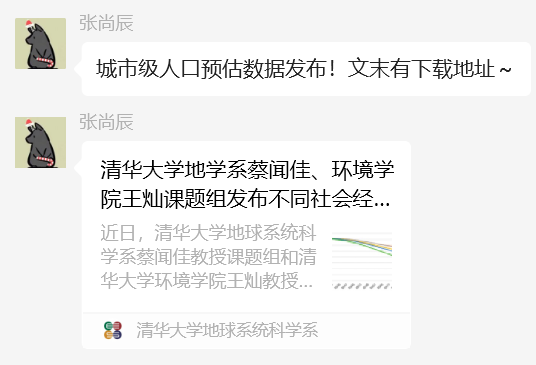 张尚辰
城市级人口预估数据发布！文末有下载地址～
张尚辰
清华大学地学系蔡闻佳、环境学
院王灿课题组发布不同社会经...
近日，清华大学地球系统科
学系蔡闻佳教授课题组和清
华大学环境学院王灿教授...
清华大学地球系统科学系